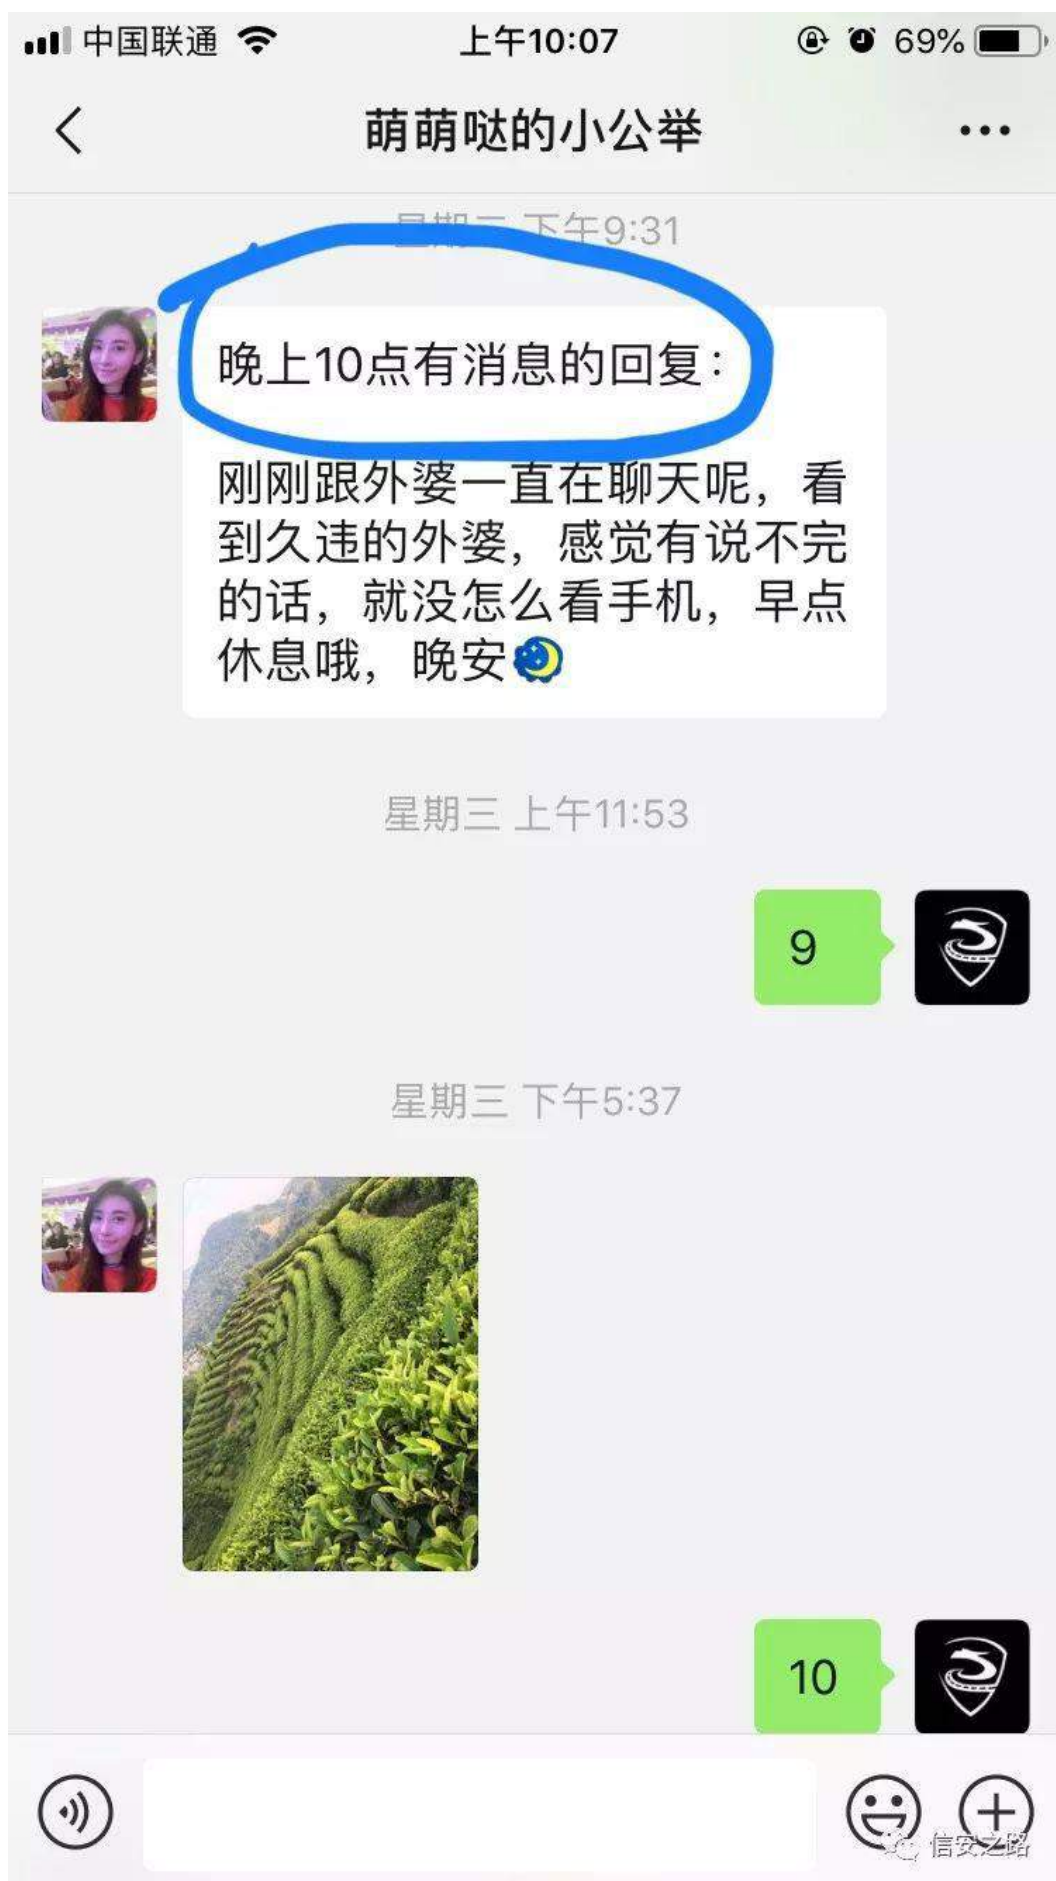 中国联通
上午10:07
69%
萌萌哒的小公举
星期二 下午9:31
晚上10点有消息的回复：
刚刚跟外婆一直在聊天呢，看
到久违的外婆，感觉有说不完
的话，就没怎么看手机，早点
休息哦，晚安
星期三 上午11:53
9
星期三 下午5:37
10
信安之路